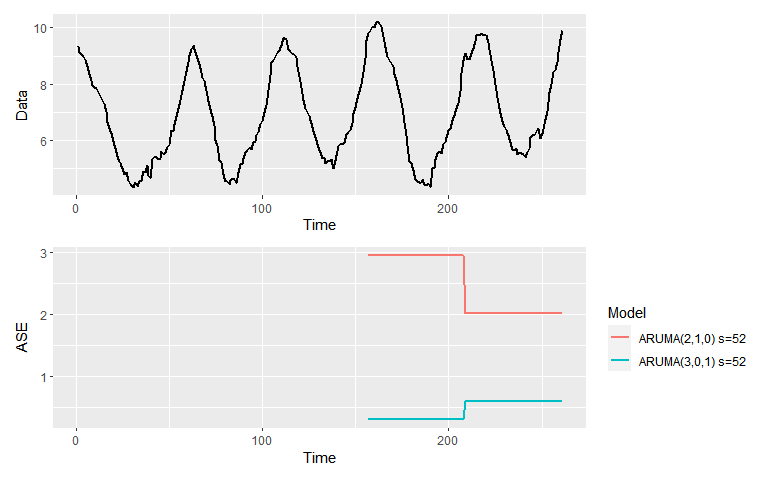 10
8
6
Data
0
100
200
Time
3
2
1
ASE
0
100
200
Time
Model
ARUMA(2,1,0) s=52
ARUMA(3,0,1) s=52